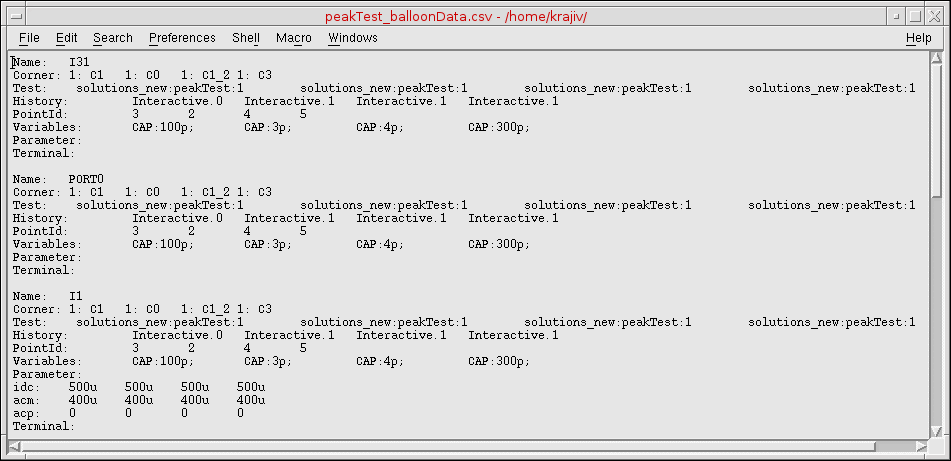 peakTest_balloonData.csv - /home/krajiv/
File Edit Search Preferences Shell Macro Windows Help
Name: I31
Corner: 1: C1 1: C0 1: C1_2 1: C3
Test: solutions_new:peakTest:1 solutions_new:peakTest:1 solutions_new:peakTest:1 solutions_new:peakTest:1
History: Interactive.0 Interactive.1 Interactive.1 Interactive.1
PointId: 3 2 4 5
Variables: CAP:100p; CAP:3p; CAP:4p; CAP:300p;
Parameter:
Terminal:
Name: PORT0
Corner: 1: C1 1: C0 1: C1_2 1: C3
Test: solutions_new:peakTest:1 solutions_new:peakTest:1 solutions_new:peakTest:1 solutions_new:peakTest:1
History: Interactive.0 Interactive.1 Interactive.1 Interactive.1
PointId: 3 2 4 5
Variables: CAP:100p; CAP:3p; CAP:4p; CAP:300p;
Parameter:
Terminal:
Name: I1
Corner: 1: C1 1: C0 1: C1_2 1: C3
Test: solutions_new:peakTest:1 solutions_new:peakTest:1 solutions_new:peakTest:1 solutions_new:peakTest:1
History: Interactive.0 Interactive.1 Interactive.1 Interactive.1
PointId: 3 2 4 5
Variables: CAP:100p; CAP:3p; CAP:4p; CAP:300p;
Parameter:
idc: 500u 500u 500u 500u
acm: 400u 400u 400u 400u
acp: 0 0 0 0
Terminal: